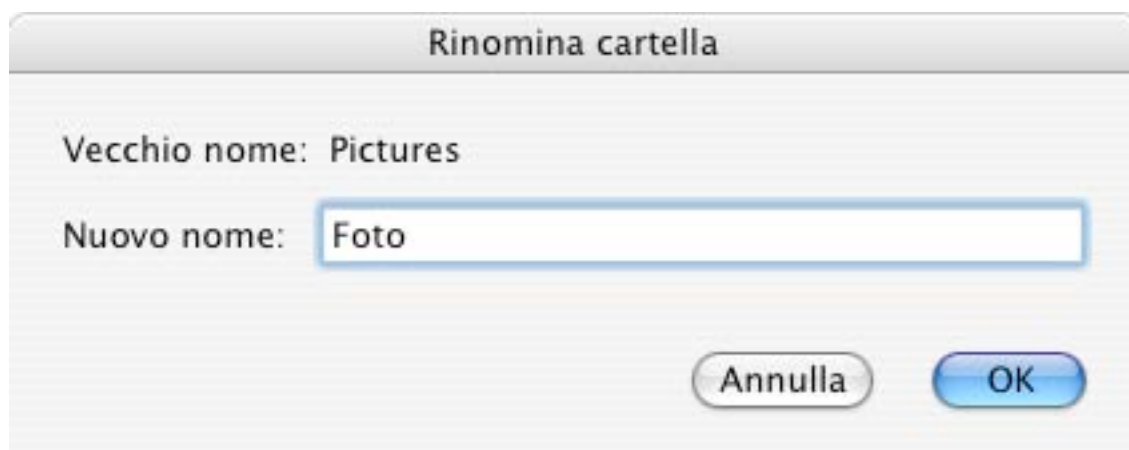 Rinomina cartella
Vecchio nome: Pictures
Nuovo nome: Foto
Annulla OK